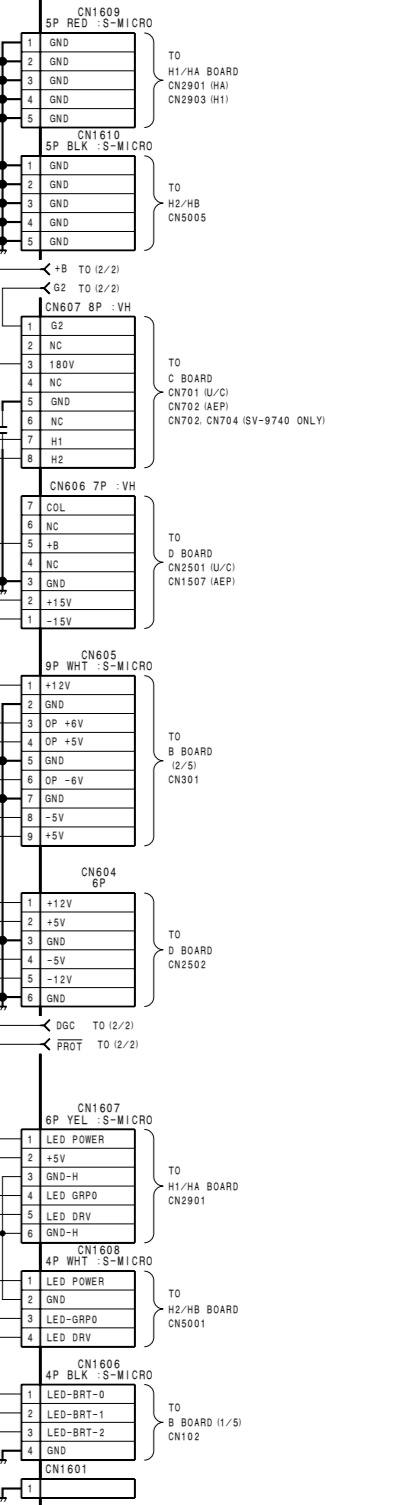 CN1609
5P RED :S-MICRO
1 GND
2 GND
3 GND
4 GND
5 GND
TO
H1/HA BOARD
CN2901 (HA)
CN2903 (H1)
CN1610
5P BLK :S-MICRO
1 GND
2 GND
3 GND
4 GND
5 GND
TO
H2/HB
CN5005
+B TO (2/2)
G2 TO (2/2)
CN607 8P :VH
1 G2
2 NC
3 180V
4 NC
5 GND
6 NC
7 H1
8 H2
TO
C BOARD
CN701 (U/C)
CN702 (AEP)
CN702, CN704 (SV-9740 ONLY)
CN606 7P :VH
7 COL
6 NC
5 +B
4 NC
3 GND
2 +15V
1 -15V
TO
D BOARD
CN2501 (U/C)
CN1507 (AEP)
CN605
9P WHT :S-MICRO
1 +12V
2 GND
3 OP +6V
4 OP +5V
5 GND
6 OP -6V
7 GND
8 -5V
9 +5V
TO
B BOARD
(2/5)
CN301
CN604
6P
1 +12V
2 +5V
3 GND
4 -5V
5 -12V
6 GND
TO
D BOARD
CN2502
DGC TO (2/2)
PROT TO (2/2)
CN1607
6P YEL :S-MICRO
1 LED POWER
2 +5V
3 GND-H
4 LED GRP0
5 LED DRV
6 GND-H
TO
H1/HA BOARD
CN2901
CN1608
4P WHT :S-MICRO
1 LED POWER
2 GND
3 LED-GRP0
4 LED DRV
TO
H2/HB BOARD
CN5001
CN1606
4P BLK :S-MICRO
1 LED-BRT-0
2 LED-BRT-1
3 LED-BRT-2
4 GND
TO
B BOARD (1/5)
CN102
CN1601
1